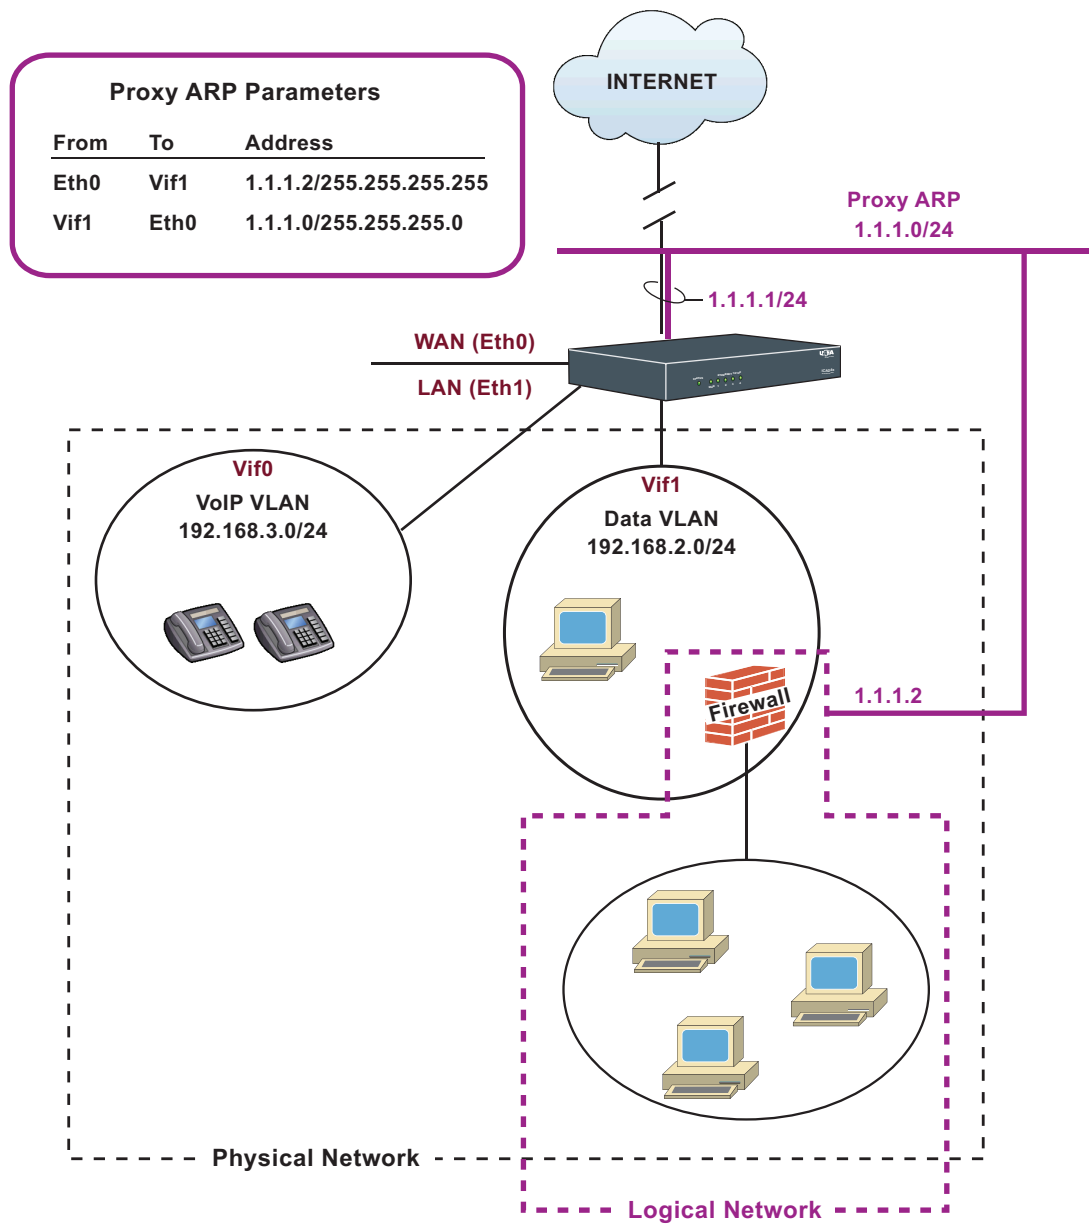 INTERNET
Proxy ARP Parameters
From To Address
Eth0 Vif1 1.1.1.2/255.255.255.255
Vif1 Eth0 1.1.1.0/255.255.255.0
Proxy ARP
1.1.1.0/24
1.1.1.1/24
WAN (Eth0)
LAN (Eth1)
Vif0
VoIP VLAN
192.168.3.0/24
Vif1
Data VLAN
192.168.2.0/24
Firewall
1.1.1.2
Physical Network
Logical Network